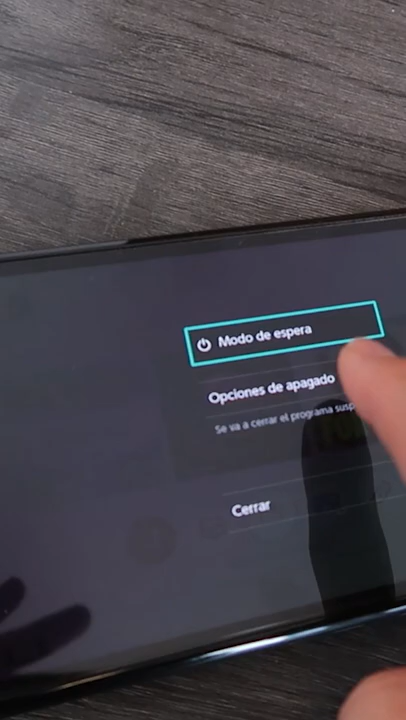 Modo de espera
Opciones de apagado
Se va a cerrar el programa
Cerrar